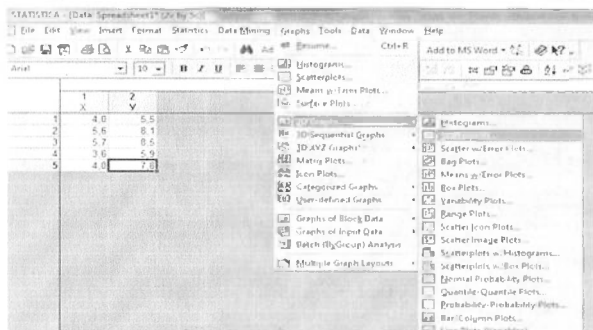 STATISTICA - [Data: Spreadsheet1* (2v by 5c)]
File Edit View Insert Format Statistics Data Mining Graphs Tools Data Window Help
Add to MS Word
Arial 10 B I U
1 2
X Y
1 4,0 5,5
2 5,6 8,1
3 5,7 8,5
4 3,6 5,9
5 4,0 7,6
Resume... Ctrl+R
Histograms...
Scatterplots...
Means w/Error Plots...
Surface Plots...
2D Graphs
3D Sequential Graphs
3D XYZ Graphs
Matrix Plots...
Icon Plots...
Categorized Graphs
User-defined Graphs
Graphs of Block Data
Graphs of Input Data
Batch (ByGroup) Analysis
Multiple Graph Layouts
Histograms...
Scatter w/Error Plots...
Bag Plots...
Means w/Error Plots...
Box Plots...
Variability Plots...
Range Plots...
Scatter Icon Plots...
Scatter Image Plots...
Scatterplots w/Histograms...
Scatterplots w/Box Plots...
Normal Probability Plots...
Quantile-Quantile Plots...
Probability-Probability Plots...
Bar/Column Plots...